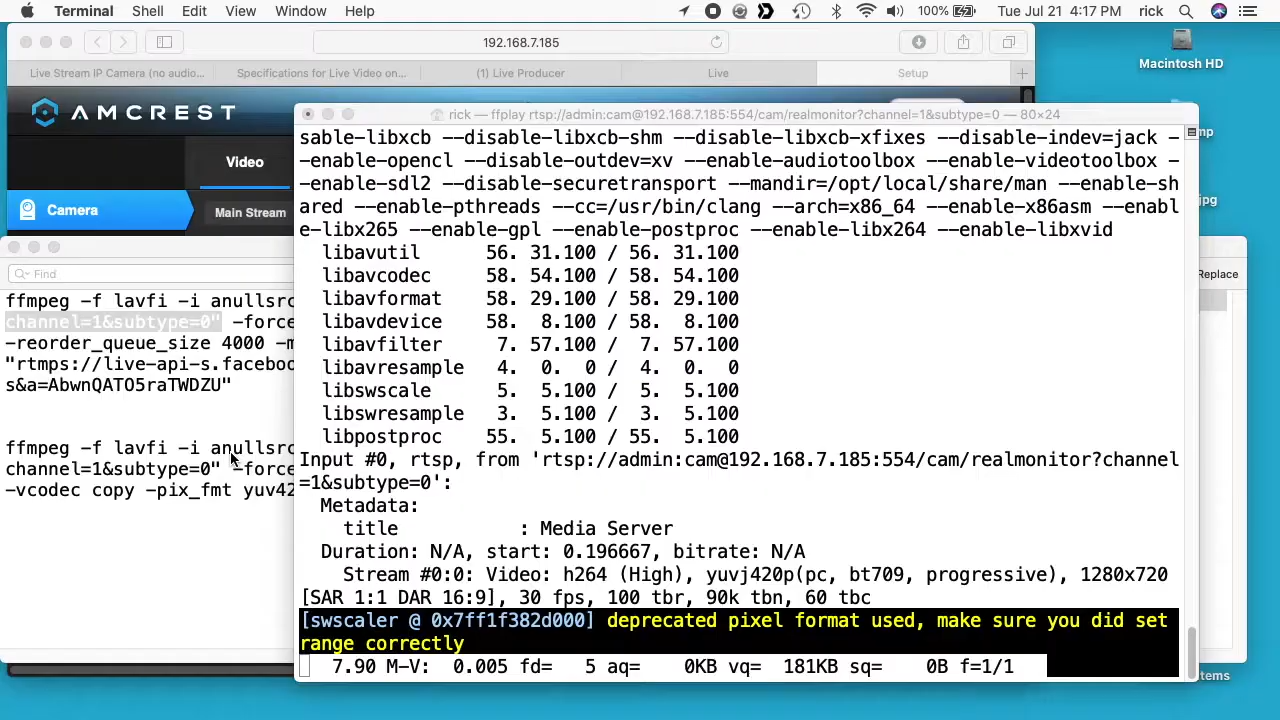 Terminal Shell Edit View Window Help 100% Tue Jul 21 4:17 PM rick
192.168.7.185
Live Stream IP Camera (no audio... Specifications for Live Video on... (1) Live Producer Live Setup
Macintosh HD
AMCREST
rick — ffplay rtsp://admin:cam@192.168.7.185:554/cam/realmonitor?channel=1&subtype=0 — 80×24
Video
Camera
Main Stream
Find
Replace
ffmpeg -f lavfi -i anullsrc
channel=1&subtype=0" -force
-reorder_queue_size 4000 -m
"rtmps://live-api-s.faceboo
s&a=AbwnQATO5raTWDZU"
ffmpeg -f lavfi -i anullsrc
channel=1&subtype=0" -force
-vcodec copy -pix_fmt yuv42
sable-libxcb --disable-libxcb-shm --disable-libxcb-xfixes --disable-indev=jack -
-enable-opencl --disable-outdev=xv --enable-audiotoolbox --enable-videotoolbox -
-enable-sdl2 --disable-securetransport --mandir=/opt/local/share/man --enable-sh
ared --enable-pthreads --cc=/usr/bin/clang --arch=x86_64 --enable-x86asm --enabl
e-libx265 --enable-gpl --enable-postproc --enable-libx264 --enable-libxvid
libavutil 56. 31.100 / 56. 31.100
libavcodec 58. 54.100 / 58. 54.100
libavformat 58. 29.100 / 58. 29.100
libavdevice 58. 8.100 / 58. 8.100
libavfilter 7. 57.100 / 7. 57.100
libavresample 4. 0. 0 / 4. 0. 0
libswscale 5. 5.100 / 5. 5.100
libswresample 3. 5.100 / 3. 5.100
libpostproc 55. 5.100 / 55. 5.100
Input #0, rtsp, from 'rtsp://admin:cam@192.168.7.185:554/cam/realmonitor?channel
=1&subtype=0':
Metadata:
title : Media Server
Duration: N/A, start: 0.196667, bitrate: N/A
Stream #0:0: Video: h264 (High), yuvj420p(pc, bt709, progressive), 1280x720
[SAR 1:1 DAR 16:9], 30 fps, 100 tbr, 90k tbn, 60 tbc
[swscaler @ 0x7ff1f382d000] deprecated pixel format used, make sure you did set
range correctly
7.90 M-V: 0.005 fd= 5 aq= 0KB vq= 181KB sq= 0B f=1/1
mp
jpg
tems